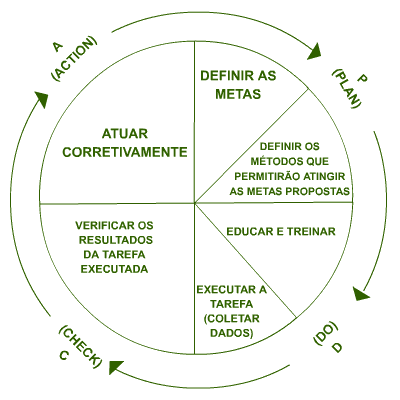 A
(ACTION)
P
(PLAN)
DEFINIR AS
METAS
ATUAR
CORRETIVAMENTE
DEFINIR OS
MÉTODOS QUE
PERMITIRÃO ATINGIR
AS METAS PROPOSTAS
VERIFICAR OS
RESULTADOS
DA TAREFA
EXECUTADA
EDUCAR E TREINAR
EXECUTAR A
TAREFA
(COLETAR
DADOS)
(CHECK)
C
(DO)
D